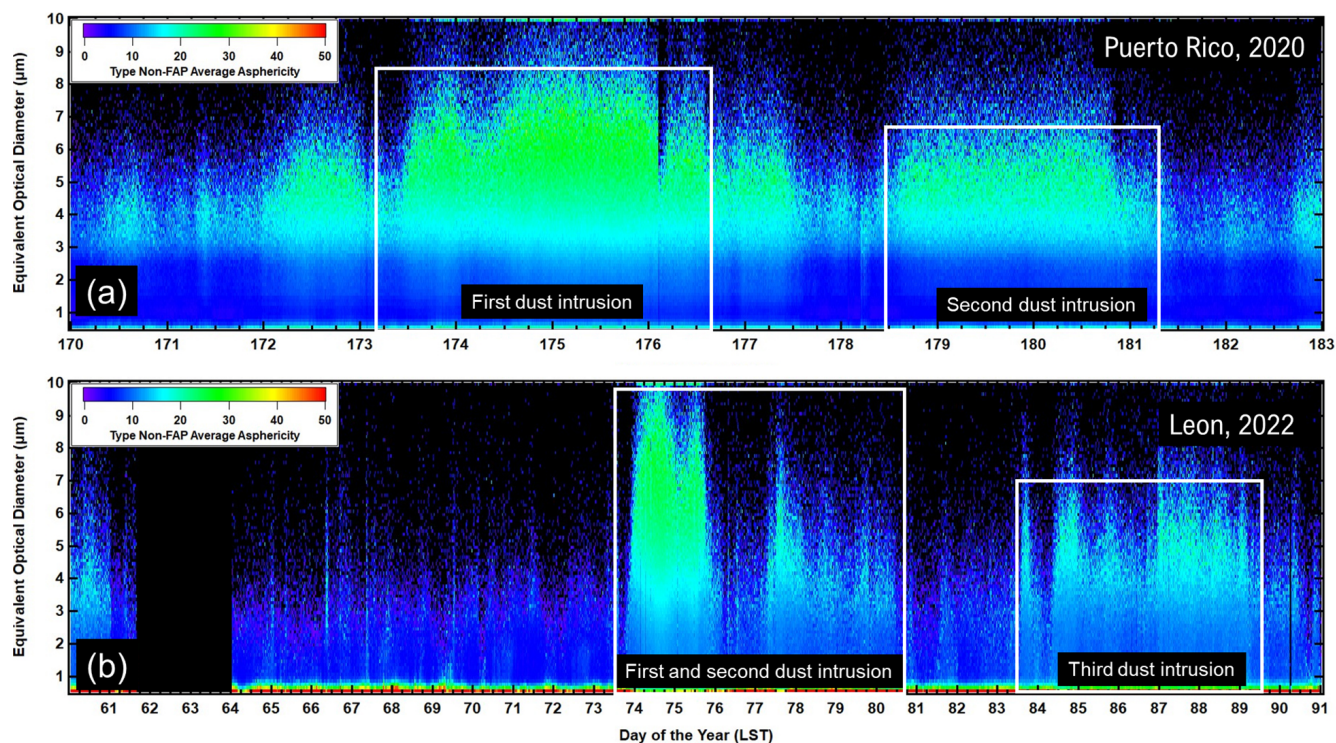 10
9
8
7
6
5
4
3
2
1
Equivalent Optical Diameter (µm)
0 10 20 30 40 50
Type Non-FAP Average Asphericity
Puerto Rico, 2020
(a)
First dust intrusion
Second dust intrusion
170 171 172 173 174 175 176 177 178 179 180 181 182 183
10
9
8
7
6
5
4
3
2
1
Equivalent Optical Diameter (µm)
0 10 20 30 40 50
Type Non-FAP Average Asphericity
Leon, 2022
(b)
First and second dust intrusion
Third dust intrusion
61 62 63 64 65 66 67 68 69 70 71 72 73 74 75 76 77 78 79 80 81 82 83 84 85 86 87 88 89 90 91
Day of the Year (LST)